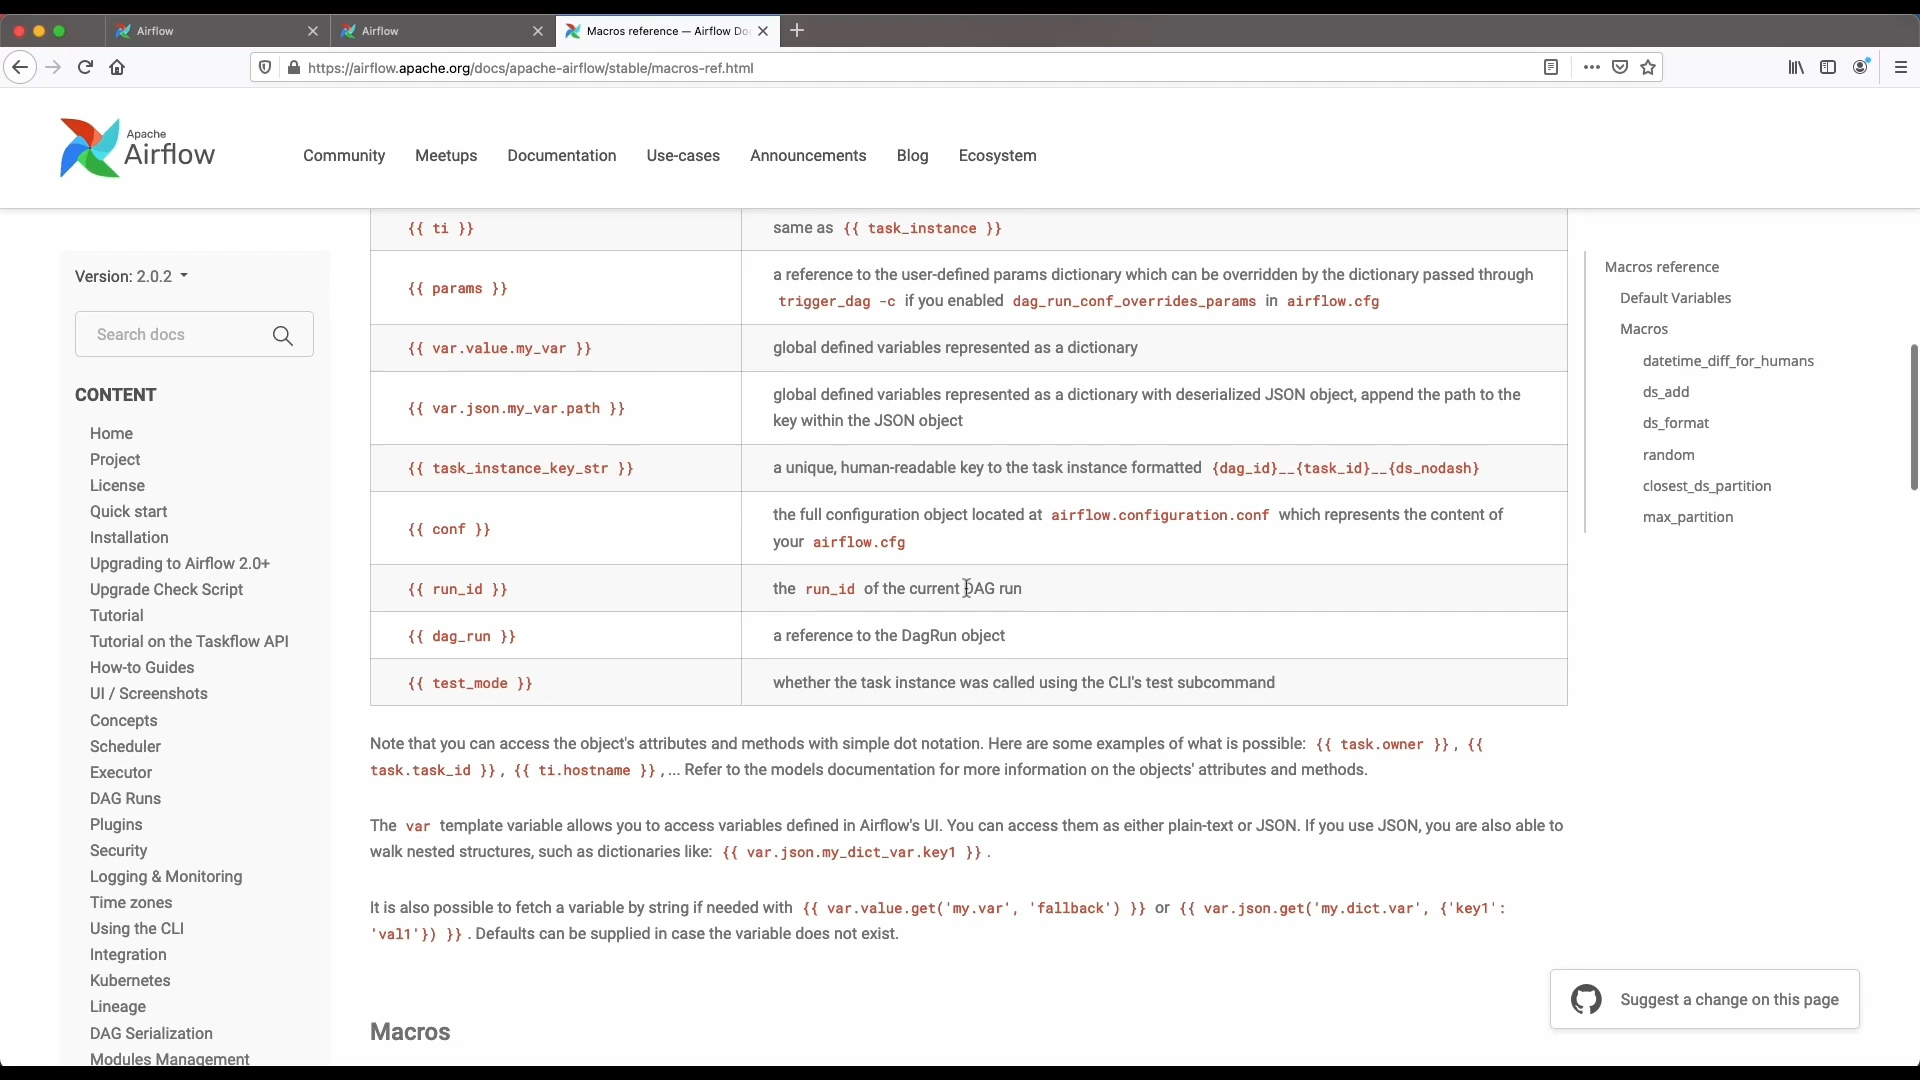 Airflow
Airflow
Macros reference — Airflow Do
https://airflow.apache.org/docs/apache-airflow/stable/macros-ref.html
Apache
Airflow
Community
Meetups
Documentation
Use-cases
Announcements
Blog
Ecosystem
Version: 2.0.2
Search docs
CONTENT
Home
Project
License
Quick start
Installation
Upgrading to Airflow 2.0+
Upgrade Check Script
Tutorial
Tutorial on the Taskflow API
How-to Guides
UI / Screenshots
Concepts
Scheduler
Executor
DAG Runs
Plugins
Security
Logging & Monitoring
Time zones
Using the CLI
Integration
Kubernetes
Lineage
DAG Serialization
Modules Management
{{ ti }}
same as {{ task_instance }}
{{ params }}
a reference to the user-defined params dictionary which can be overridden by the dictionary passed through
trigger_dag -c if you enabled dag_run_conf_overrides_params in airflow.cfg
{{ var.value.my_var }}
global defined variables represented as a dictionary
{{ var.json.my_var.path }}
global defined variables represented as a dictionary with deserialized JSON object, append the path to the
key within the JSON object
{{ task_instance_key_str }}
a unique, human-readable key to the task instance formatted {dag_id}__{task_id}__{ds_nodash}
{{ conf }}
the full configuration object located at airflow.configuration.conf which represents the content of
your airflow.cfg
{{ run_id }}
the run_id of the current DAG run
{{ dag_run }}
a reference to the DagRun object
{{ test_mode }}
whether the task instance was called using the CLI's test subcommand
Note that you can access the object's attributes and methods with simple dot notation. Here are some examples of what is possible: {{ task.owner }}, {{
task.task_id }}, {{ ti.hostname }}, ... Refer to the models documentation for more information on the objects' attributes and methods.
The var template variable allows you to access variables defined in Airflow's UI. You can access them as either plain-text or JSON. If you use JSON, you are also able to
walk nested structures, such as dictionaries like: {{ var.json.my_dict_var.key1 }}.
It is also possible to fetch a variable by string if needed with {{ var.value.get('my.var', 'fallback') }} or {{ var.json.get('my.dict.var', {'key1':
'val1'}) }}. Defaults can be supplied in case the variable does not exist.
Macros
Macros reference
Default Variables
Macros
datetime_diff_for_humans
ds_add
ds_format
random
closest_ds_partition
max_partition
Suggest a change on this page